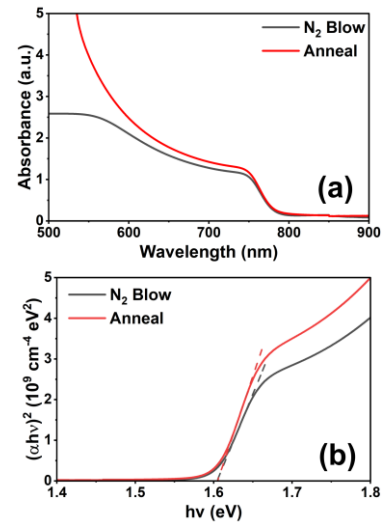 5
4
3
2
1
0
Absorbance (a.u.)
N₂ Blow
Anneal
(a)
500 600 700 800 900
Wavelength (nm)
5
4
3
2
1
0
(αhν)² (10⁹ cm⁻⁴ eV²)
N₂ Blow
Anneal
(b)
1.4 1.5 1.6 1.7 1.8
hν (eV)